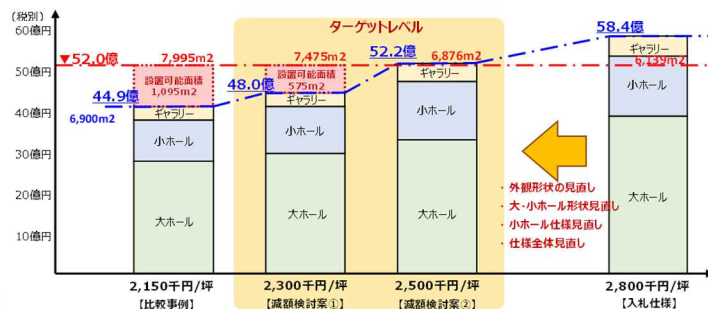 (税別)
ターゲットレベル
60億円
50億円
40億円
30億円
20億円
10億円
▼52.0億
7,995m2
7,475m2
52.2億
6,876m2
58.4億
6,139m2
設置可能面積
1,095m2
設置可能面積
575m2
44.9億
48.0億
6,900m2
ギャラリー
ギャラリー
ギャラリー
ギャラリー
小ホール
小ホール
小ホール
小ホール
大ホール
大ホール
大ホール
大ホール
・外観形状の見直し
・大・小ホール形状見直し
・小ホール仕様見直し
・仕様全体見直し
2,150千円/坪
【比較事例】
2,300千円/坪
【減額検討案①】
2,500千円/坪
【減額検討案②】
2,800千円/坪
【入札仕様】